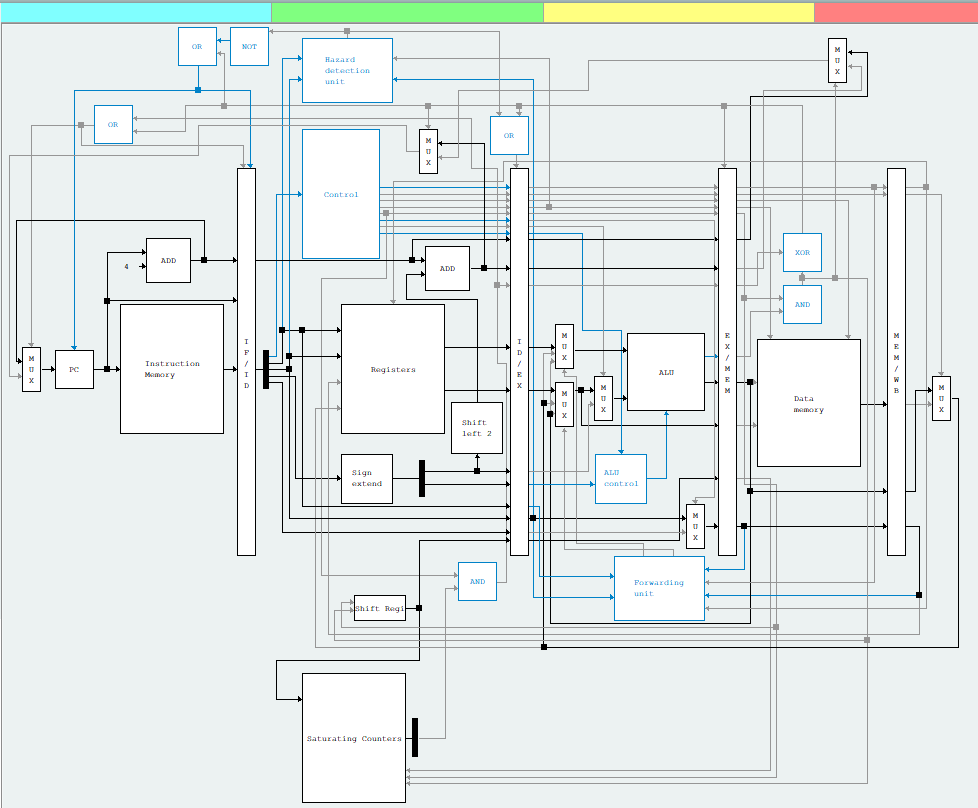 OR
NOT
Hazard
detection
unit
M
U
X
OR
M
U
X
OR
Control
ADD
4
ADD
XOR
AND
I
F
/
I
D
I
D
/
E
X
E
X
/
M
E
M
M
E
M
/
W
B
M
U
X
PC
Instruction
Memory
Registers
M
U
X
M
U
X
M
U
X
ALU
Data
memory
M
U
X
Shift
left 2
Sign
extend
ALU
control
M
U
X
AND
Forwarding
unit
Shift Regi
Saturating Counters